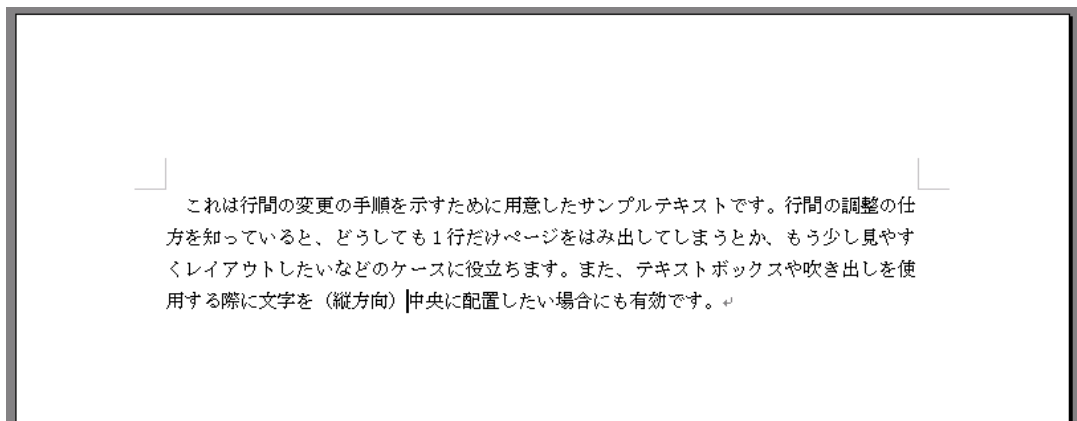 これは行間の変更の手順を示すために用意したサンプルテキストです。行間の調整の仕
方を知っていると、どうしても１行だけページをはみ出してしまうとか、もう少し見やす
くレイアウトしたいなどのケースに役立ちます。また、テキストボックスや吹き出しを使
用する際に文字を（縦方向）中央に配置したい場合にも有効です。